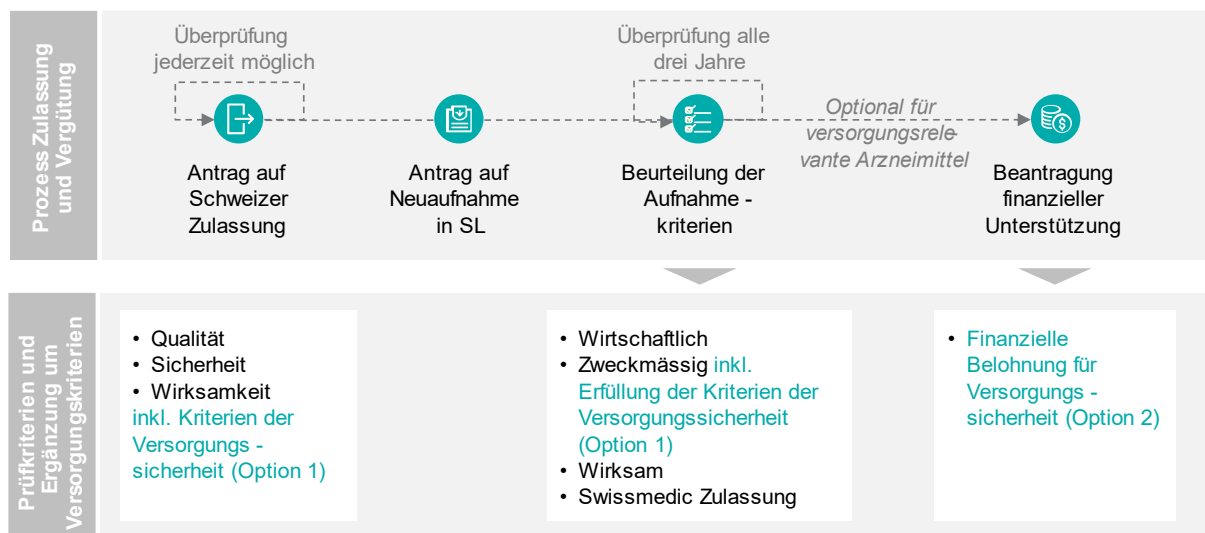 Prozess Zulassung
und Vergütung
Überprüfung
jederzeit möglich
Überprüfung alle
drei Jahre
Optional für
versorgungsrele-
vante Arzneimittel
Antrag auf
Schweizer
Zulassung
Antrag auf
Neuaufnahme
in SL
Beurteilung der
Aufnahme -
kriterien
Beantragung
finanzieller
Unterstützung
Prüfkriterien und
Ergänzung um
Versorgungskriterien
• Qualität
• Sicherheit
• Wirksamkeit
inkl. Kriterien der
Versorgungs -
sicherheit (Option 1)
• Wirtschaftlich
• Zweckmässig inkl.
Erfüllung der Kriterien der
Versorgungssicherheit
(Option 1)
• Wirksam
• Swissmedic Zulassung
• Finanzielle
Belohnung für
Versorgungs -
sicherheit (Option 2)